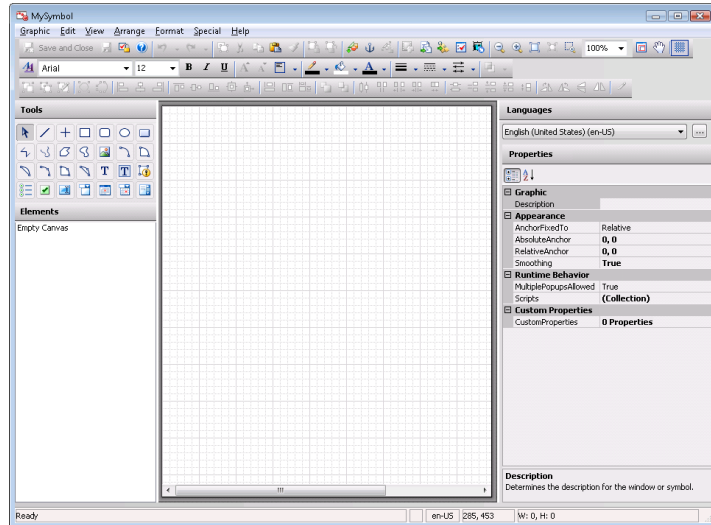 MySymbol
Graphic Edit View Arrange Format Special Help
Save and Close 100%
Arial 12 B I U A
Tools
T T
Elements
Empty Canvas
Languages
English (United States) (en-US) ...
Properties
Graphic
Description
Appearance
AnchorFixedTo Relative
AbsoluteAnchor 0, 0
RelativeAnchor 0, 0
Smoothing True
Runtime Behavior
MultiplePopupsAllowed True
Scripts (Collection)
Custom Properties
CustomProperties 0 Properties
Description
Determines the description for the window or symbol.
Ready en-US 285, 453 W: 0, H: 0